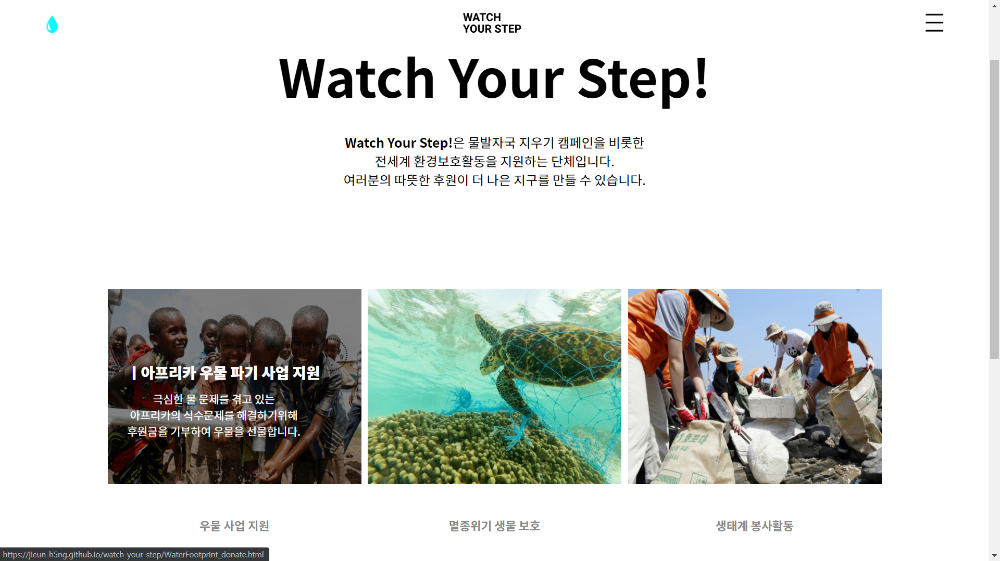 WATCH
YOUR STEP
Watch Your Step!
Watch Your Step!은 물발자국 지우기 캠페인을 비롯한
전세계 환경보호활동을 지원하는 단체입니다.
여러분의 따뜻한 후원이 더 나은 지구를 만들 수 있습니다.
| 아프리카 우물 파기 사업 지원
극심한 물 문제를 겪고 있는
아프리카의 식수문제를 해결하기위해
후원금을 기부하여 우물을 선물합니다.
우물 사업 지원
멸종위기 생물 보호
생태계 봉사활동
https://jieun-h5ng.github.io/watch-your-step/WaterFootprint_donate.html